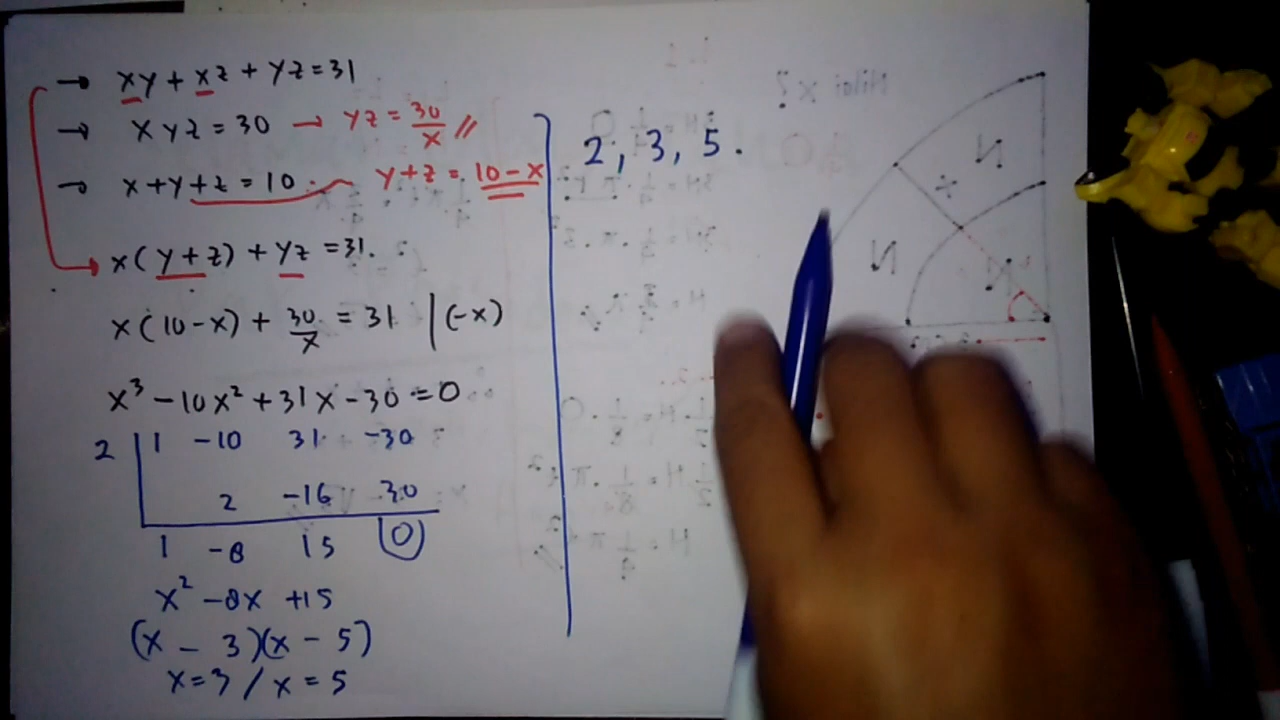 → xy + xz + yz = 31
→ xyz = 30 → yz = 30/x //
→ x+y+z = 10 y+z = 10-x
x(y+z) + yz = 31.
x(10-x) + 30/x = 31 | (-x)
x³ - 10x² + 31x - 30 = 0
2 | 1 -10 31 -30
2 -16 30
1 -8 15 0
x² - 8x + 15
(x - 3)(x - 5)
x = 3 / x = 5
2, 3, 5.